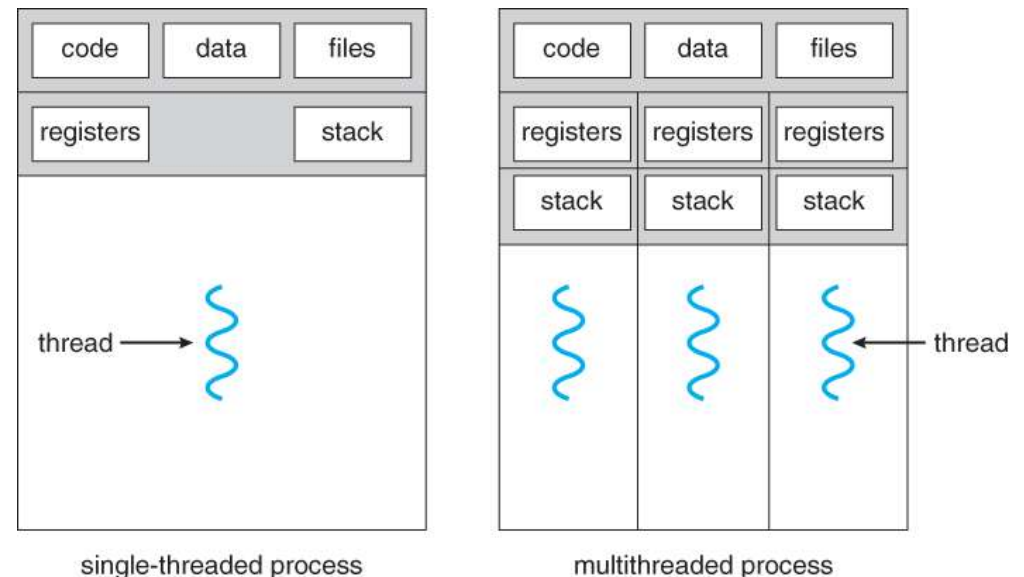 code data files
registers stack
thread
single-threaded process
code data files
registers registers registers
stack stack stack
thread
multithreaded process